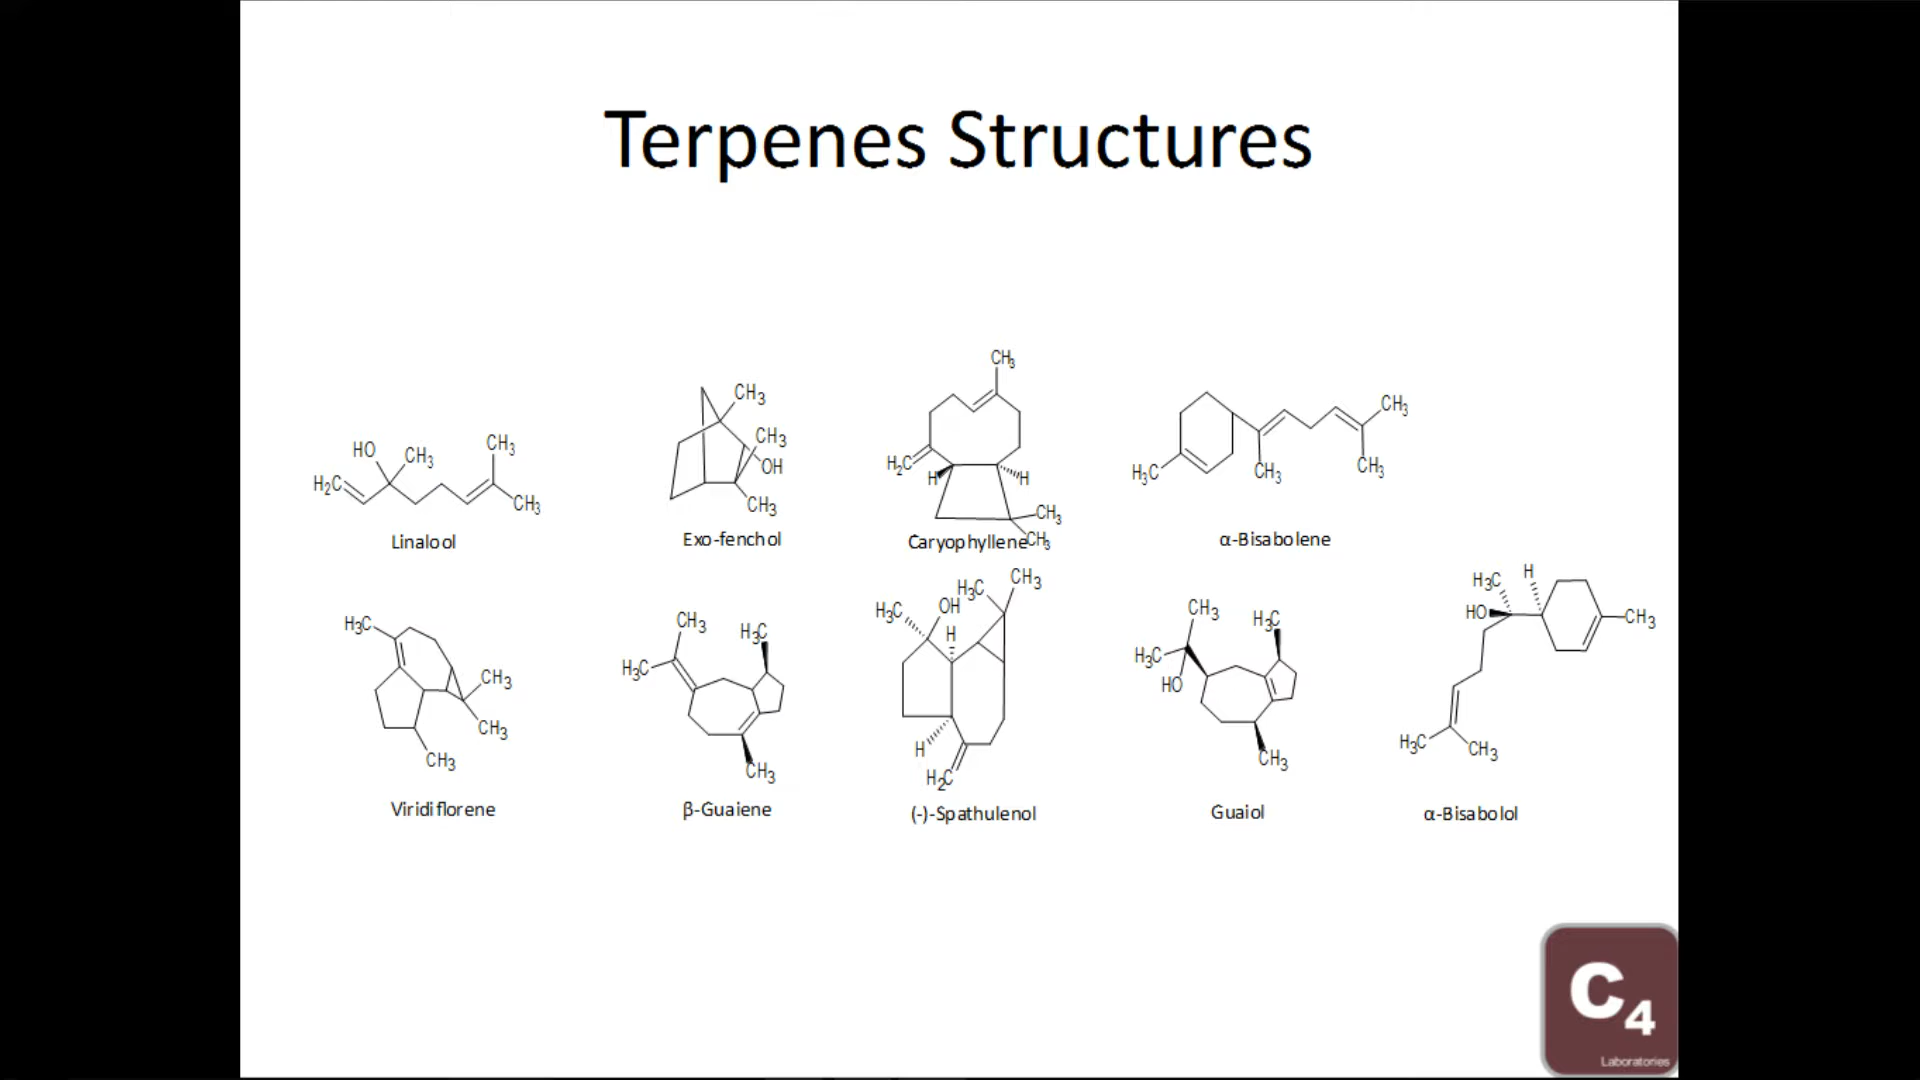 Terpenes Structures
HO CH3 CH3 H2C CH3
Linalool
CH3 CH3 OH CH3
Exo-fenchol
CH3 H2C H H CH3 CH3
Caryophyllene
CH3 H3C CH3 CH3
α-Bisabolene
H3C CH3 CH3 CH3
Viridiflorene
CH3 H3C H3C CH3
β-Guaiene
CH3 H3C OH H3C H H H2C
(-)-Spathulenol
CH3 H3C H3C HO CH3
Guaiol
H3C H HO CH3 H3C CH3
α-Bisabolol
C4
Laboratories